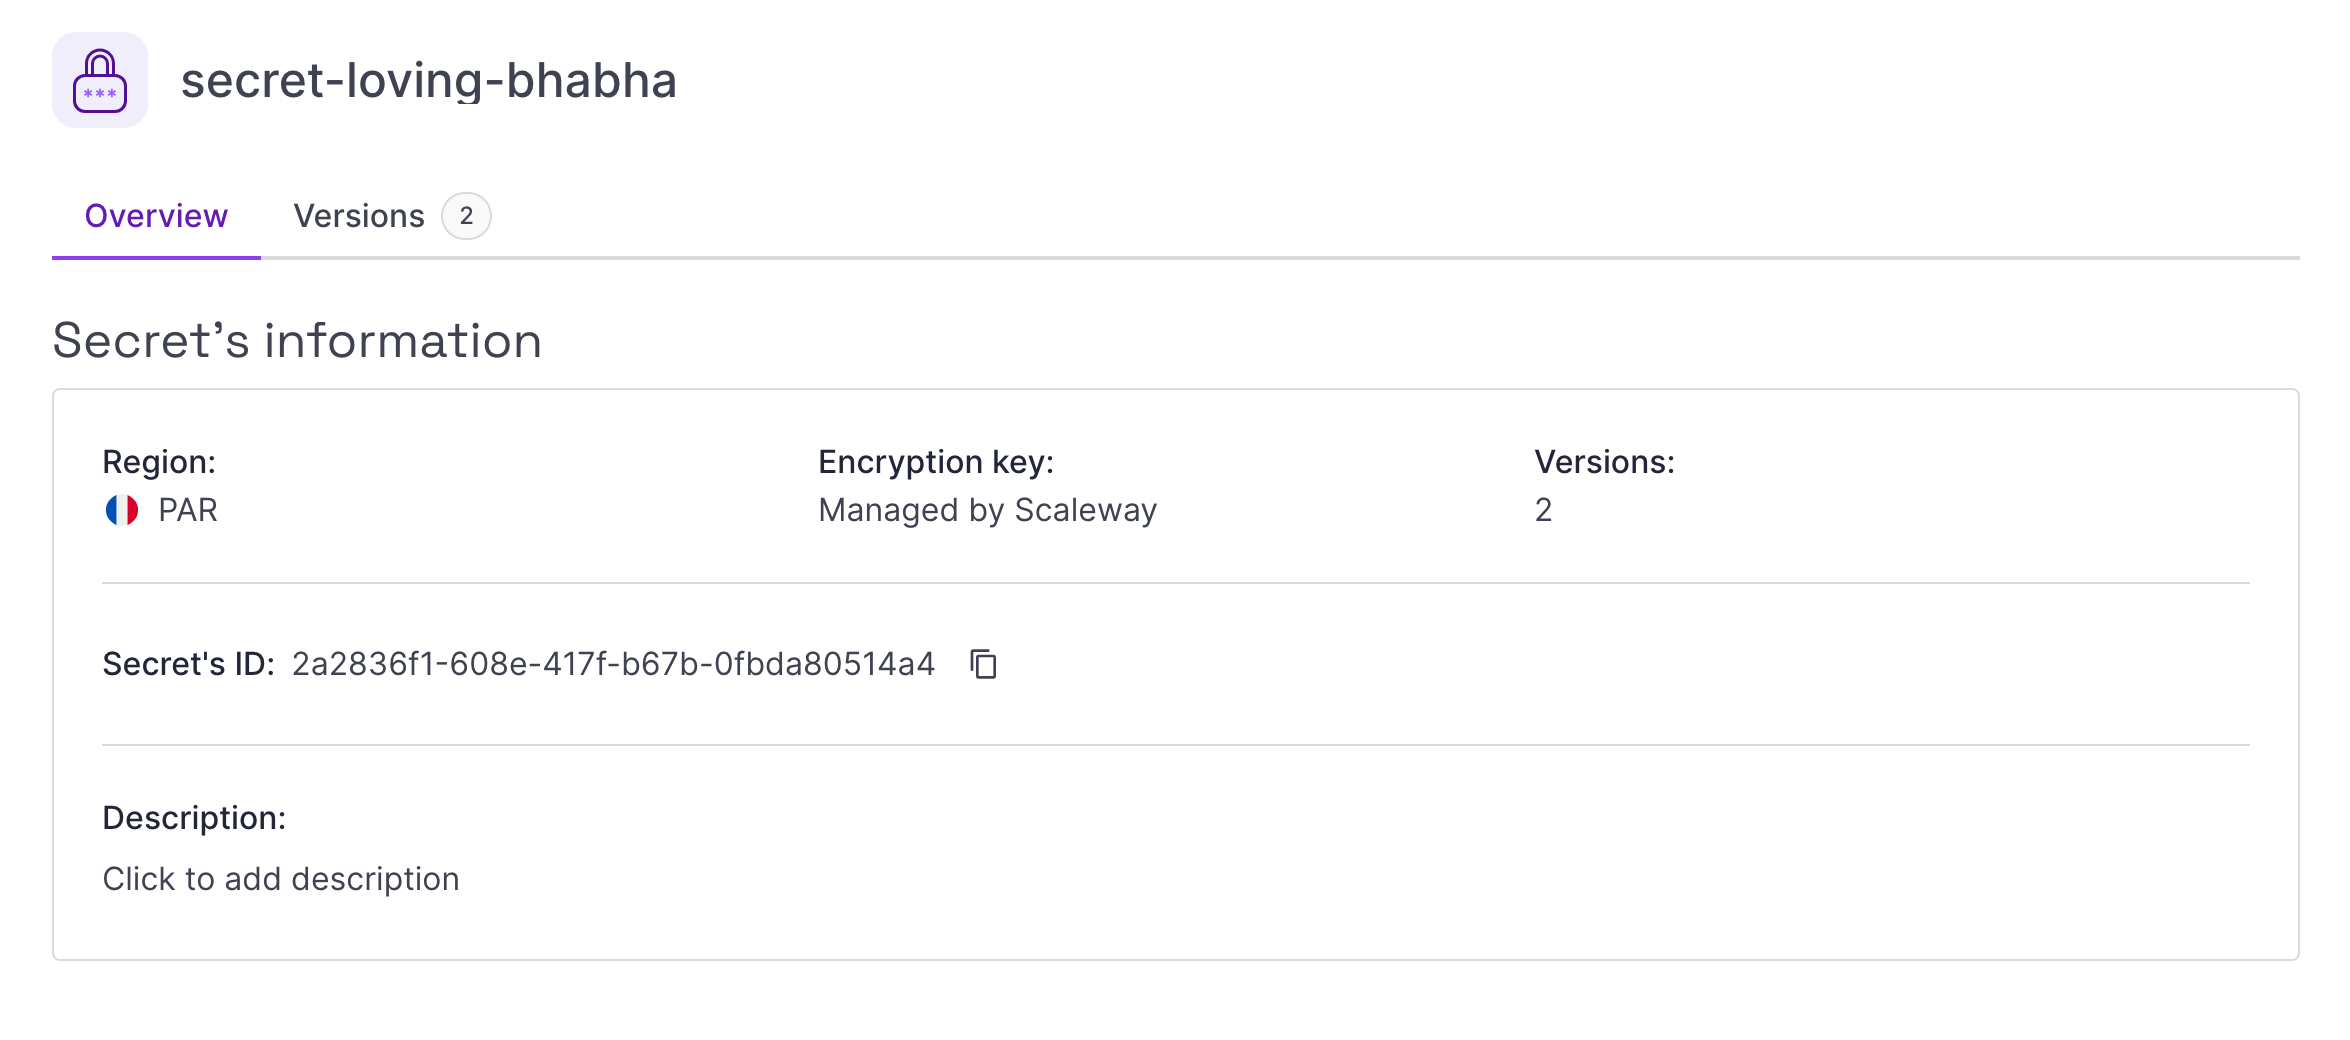 ***
secret-loving-bhabha
Overview Versions 2
Secret's information
Region: Encryption key: Versions:
PAR Managed by Scaleway 2
Secret's ID: 2a2836f1-608e-417f-b67b-0fbda80514a4
Description:
Click to add description